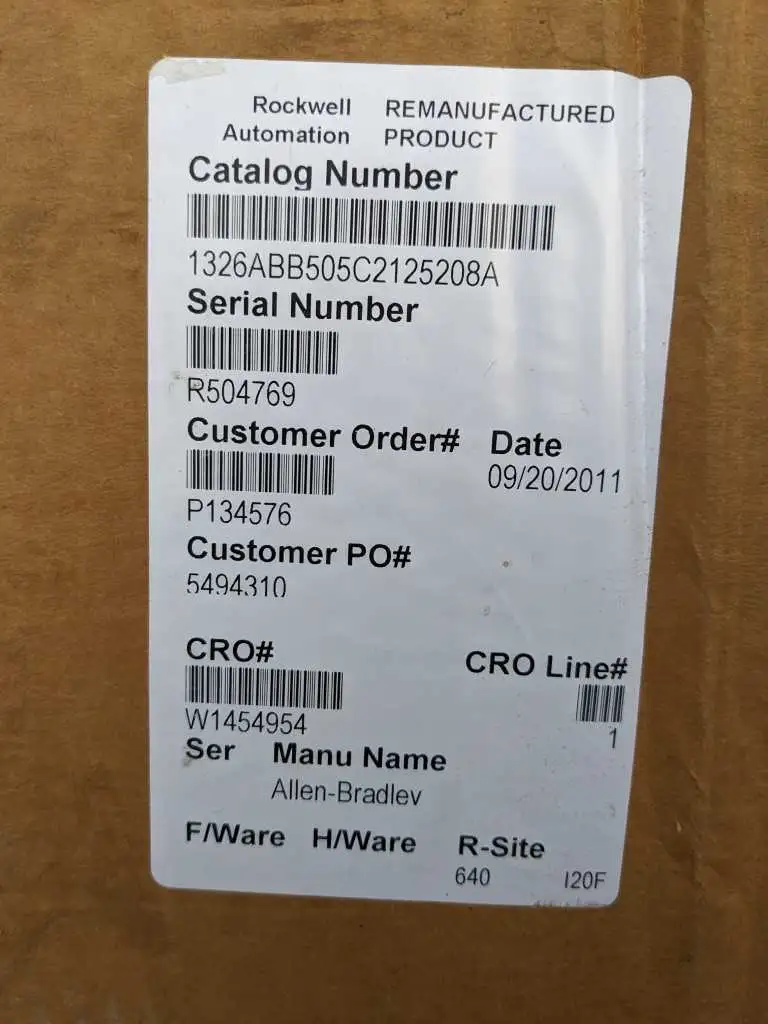 Rockwell REMANUFACTURED
Automation PRODUCT
Catalog Number
1326ABB505C2125208A
Serial Number
R504769
Customer Order# Date
09/20/2011
P134576
Customer PO#
5494310
CRO# CRO Line#
W1454954 1
Ser Manu Name
Allen-Bradley
F/Ware H/Ware R-Site
640 I20F